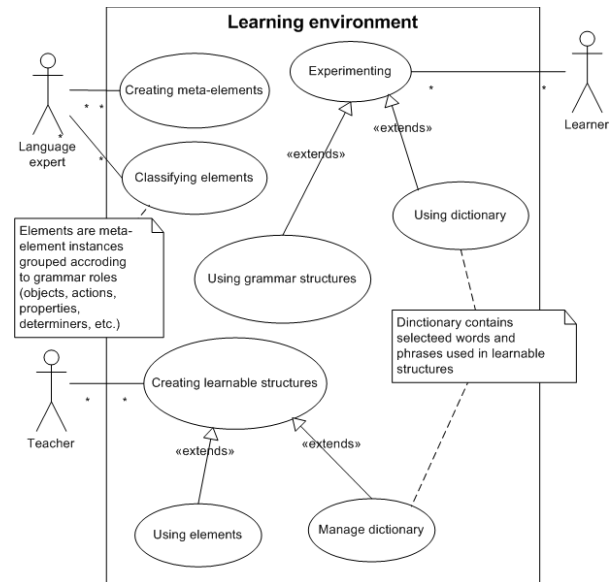 Learning environment
Experimenting
Creating meta-elements
*
*
*
*
Learner
Language
expert
*
*
«extends»
«extends»
Classifying elements
Using dictionary
Elements are meta-
element instances
grouped accroding
to grammar roles
(objects, actions,
properties,
determiners, etc.)
Using grammar structures
Dinctionary contains
selecteed words and
phrases used in learnable
structures
Creating learnable structures
*
*
Teacher
«extends»
«extends»
Using elements
Manage dictionary